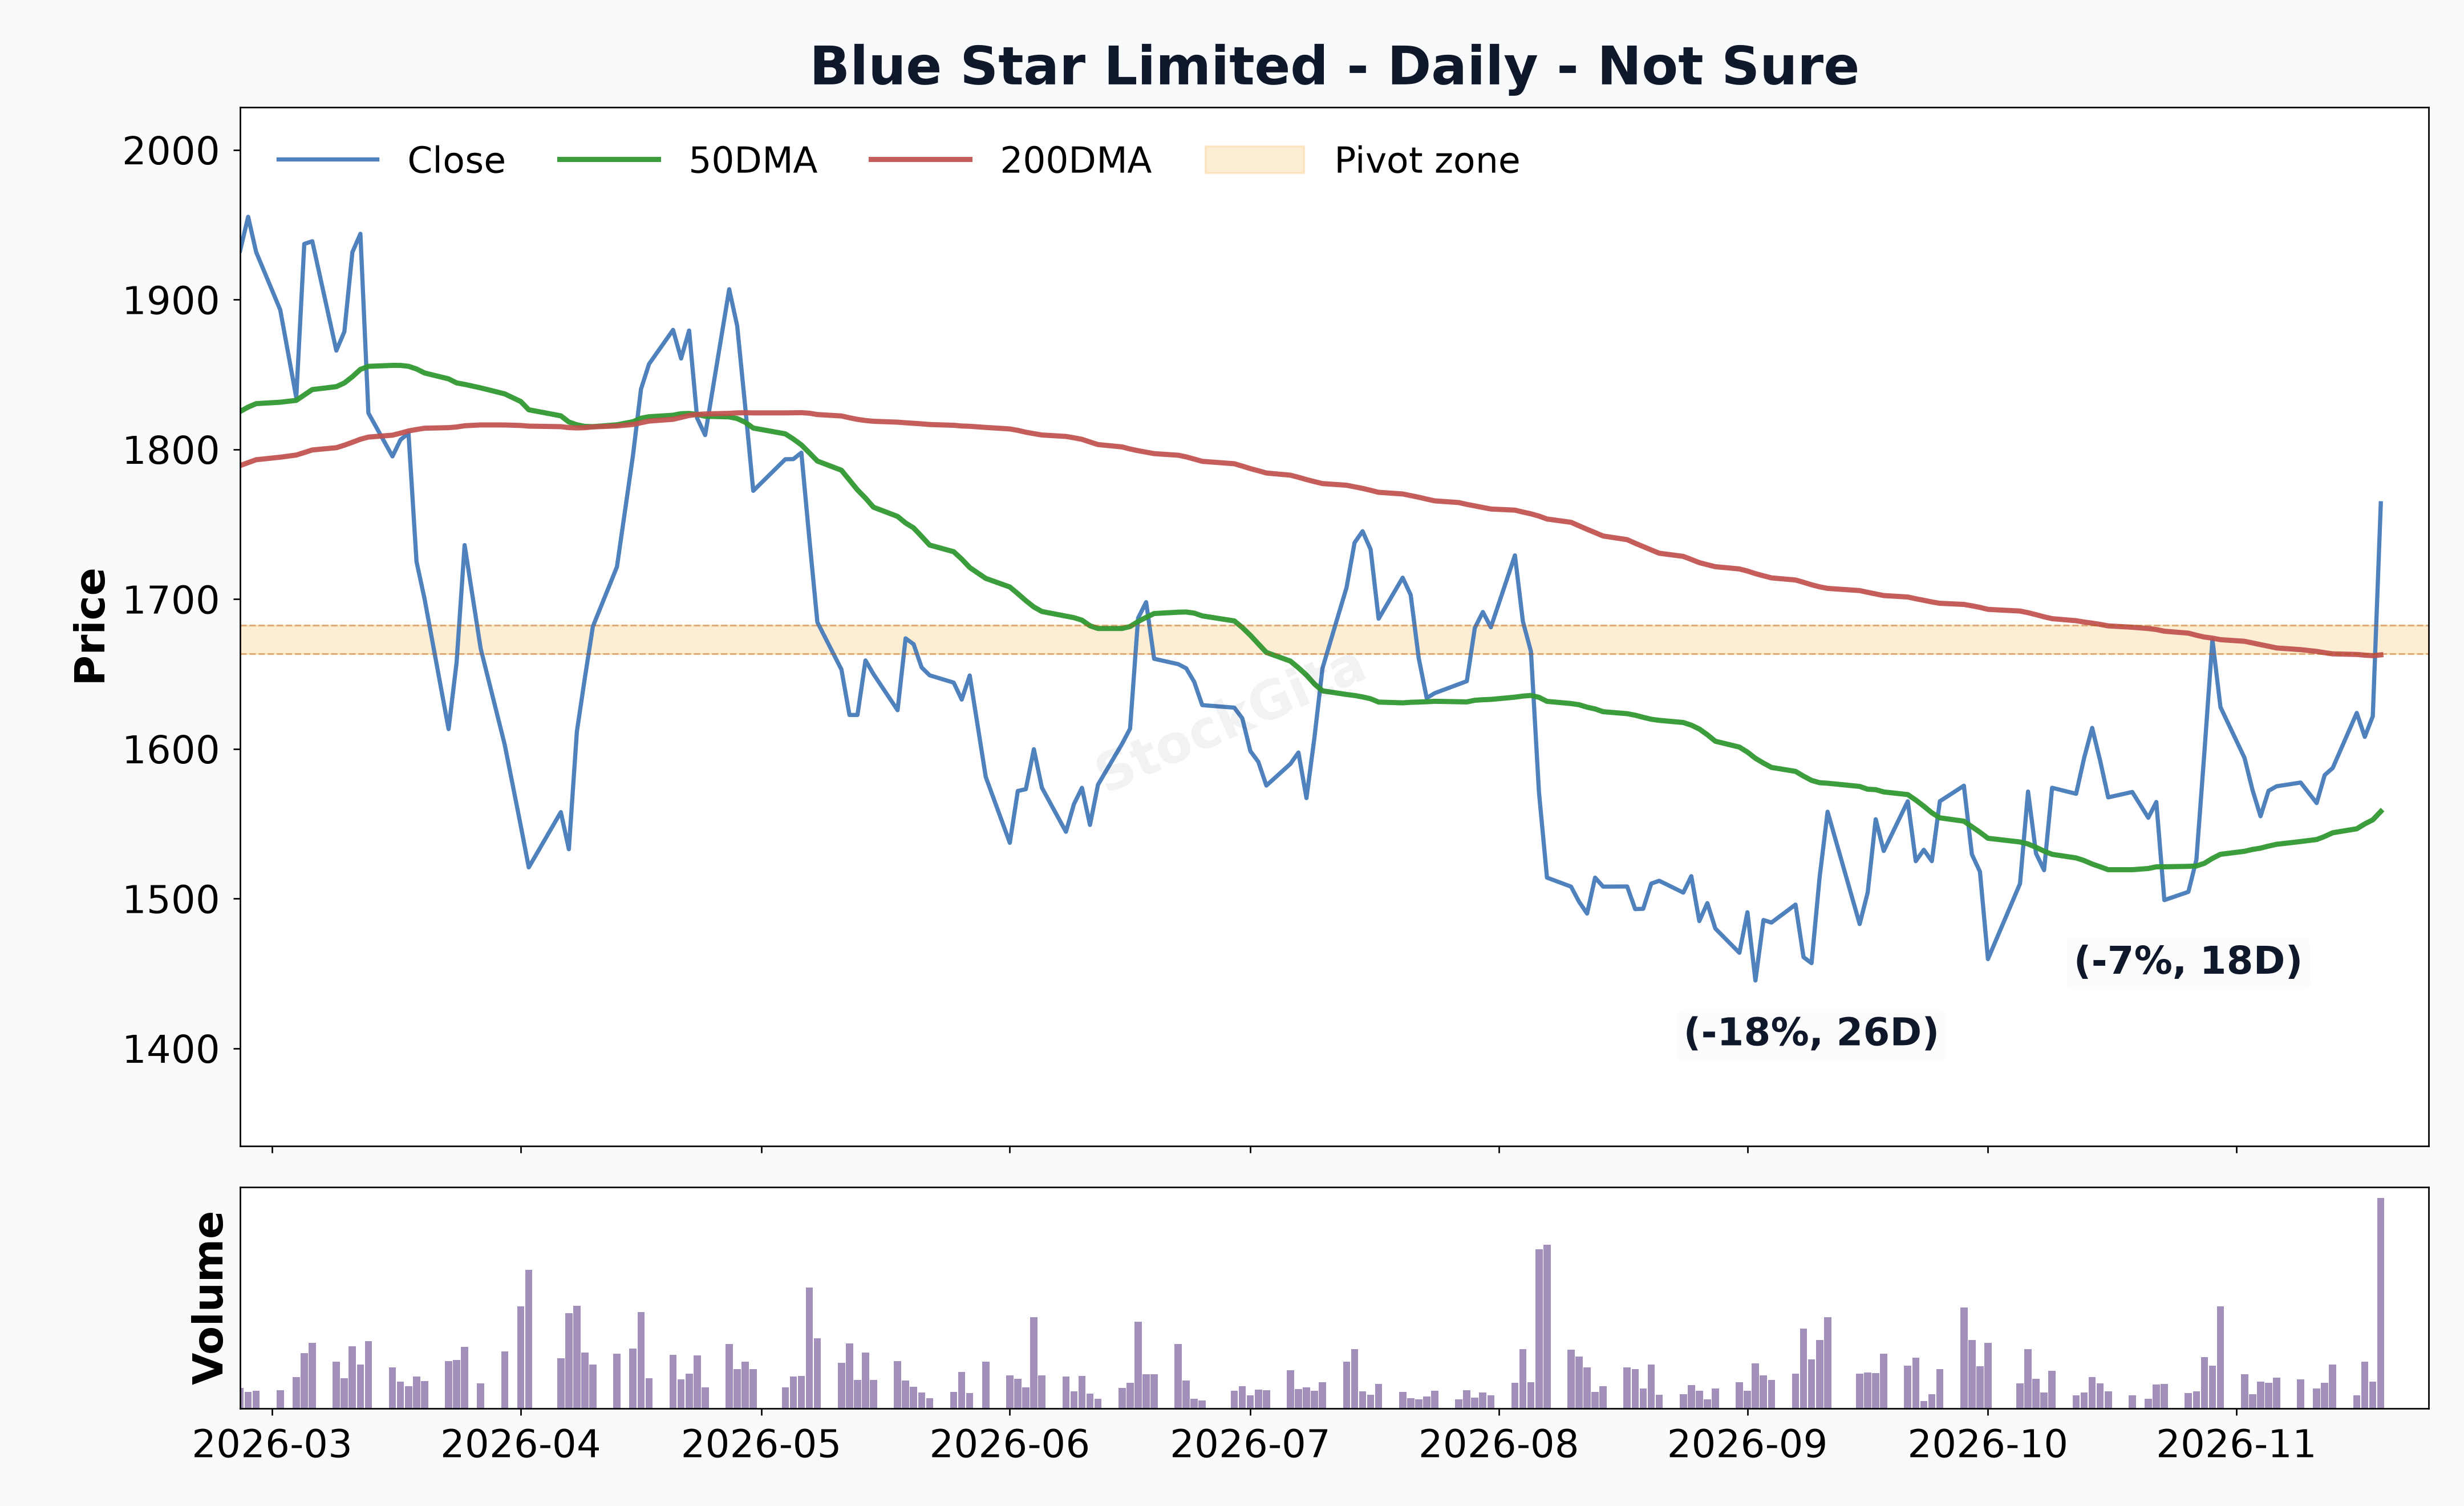 Blue Star Limited - Daily - Not Sure
Close 50DMA 200DMA Pivot zone
Price
2000
1900
1800
1700
1600
1500
1400
StockGita
(-7%, 18D)
(-18%, 26D)
Volume
2026-03 2026-04 2026-05 2026-06 2026-07 2026-08 2026-09 2026-10 2026-11